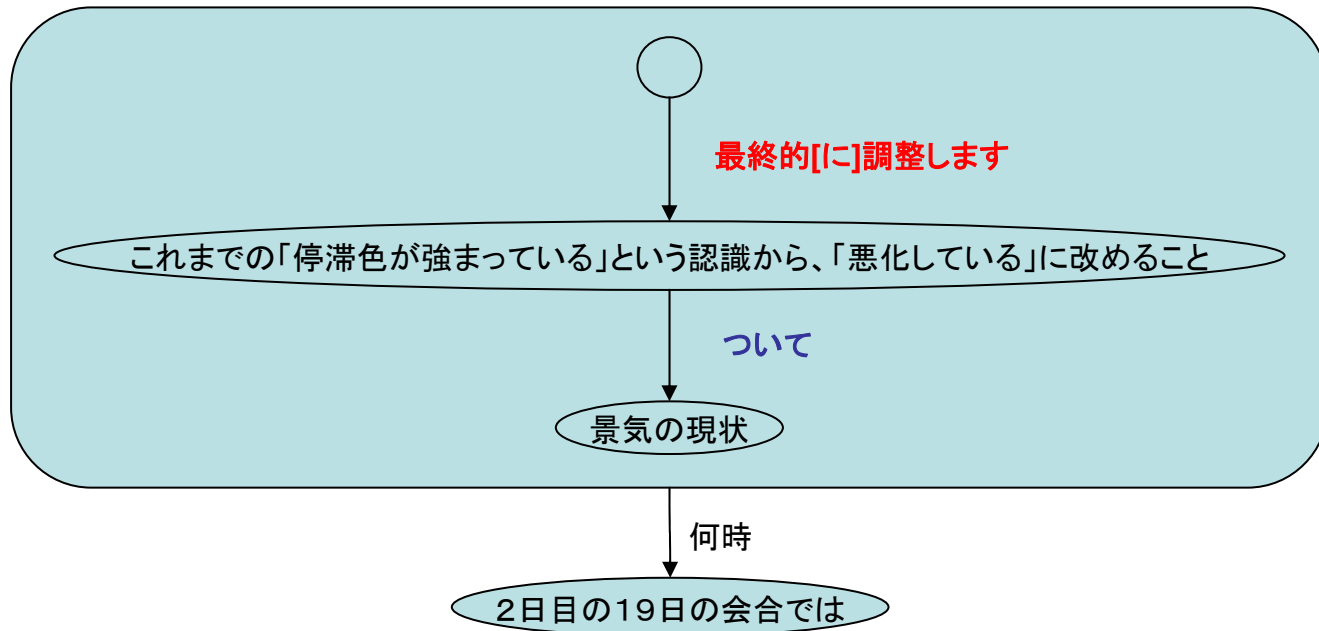 最終的[に]調整します
これまでの「停滞色が強まっている」という認識から、「悪化している」に改めること
ついて
景気の現状
何時
２日目の１９日の会合では